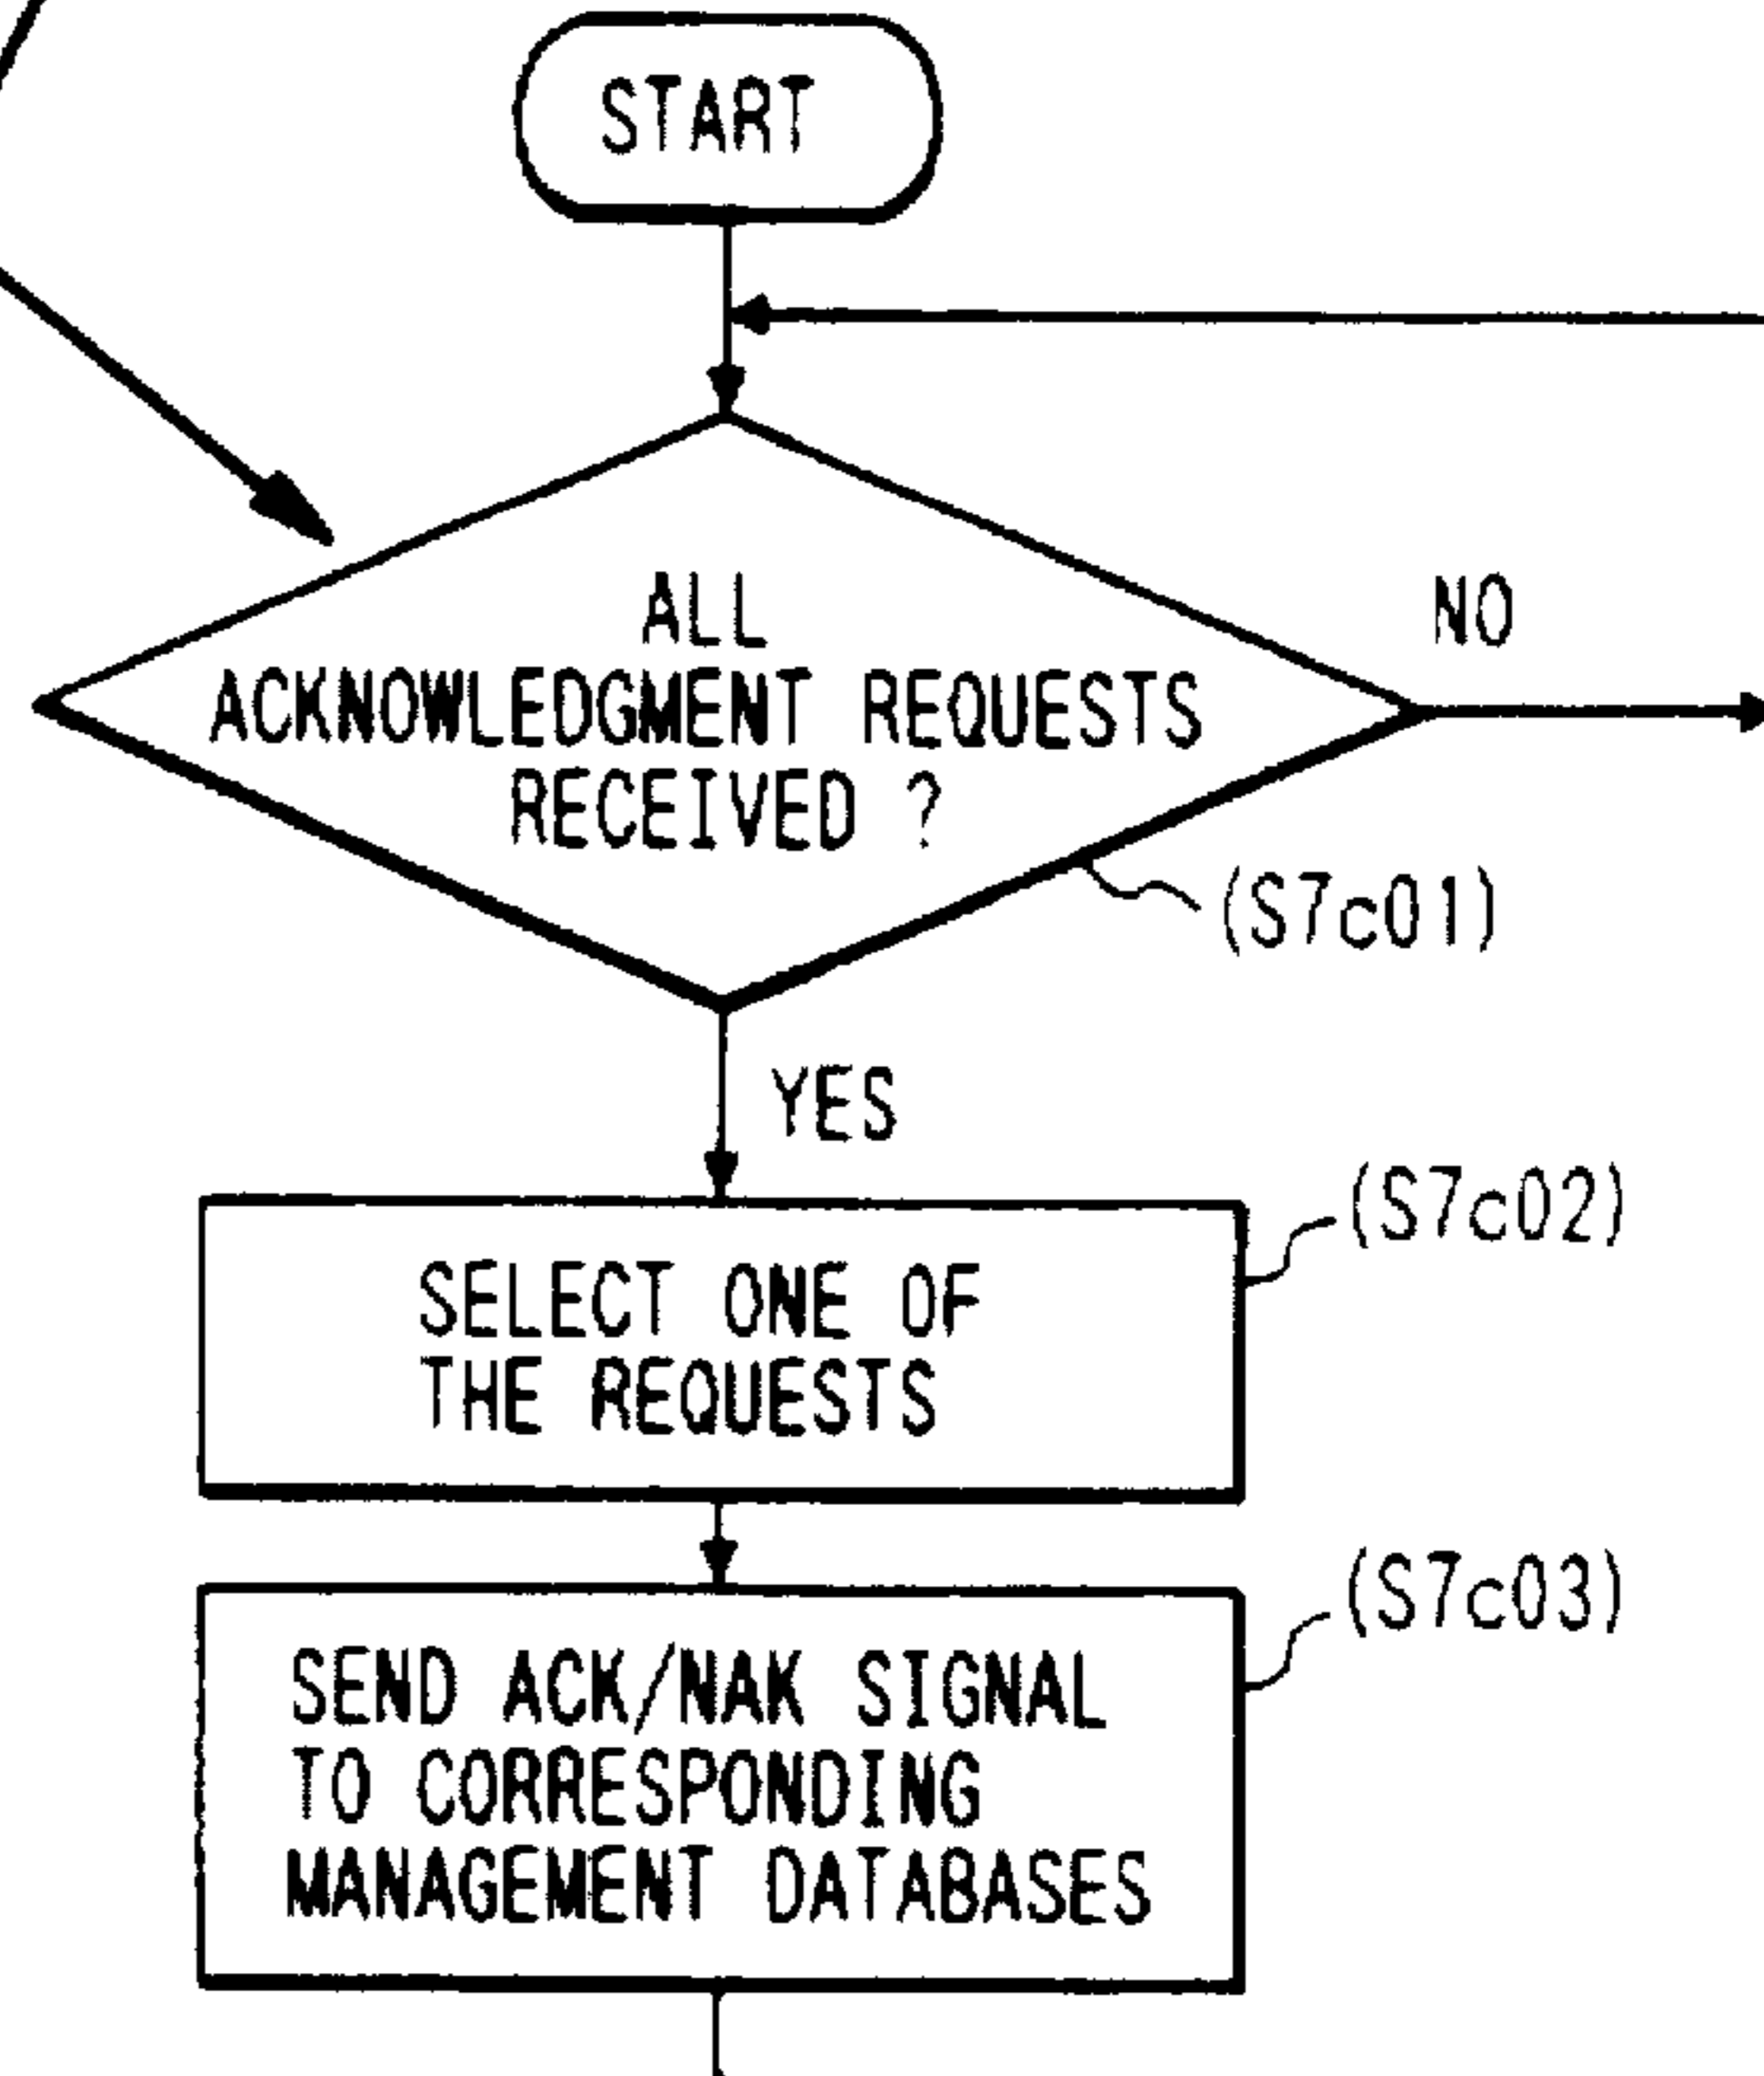 START
ALL
ACKNOWLEDGMENT REQUESTS
RECEIVED ?
NO
(S7c01)
YES
(S7c02)
SELECT ONE OF
THE REQUESTS
(S7c03)
SEND ACK/NAK SIGNAL
TO CORRESPONDING
MANAGEMENT DATABASES